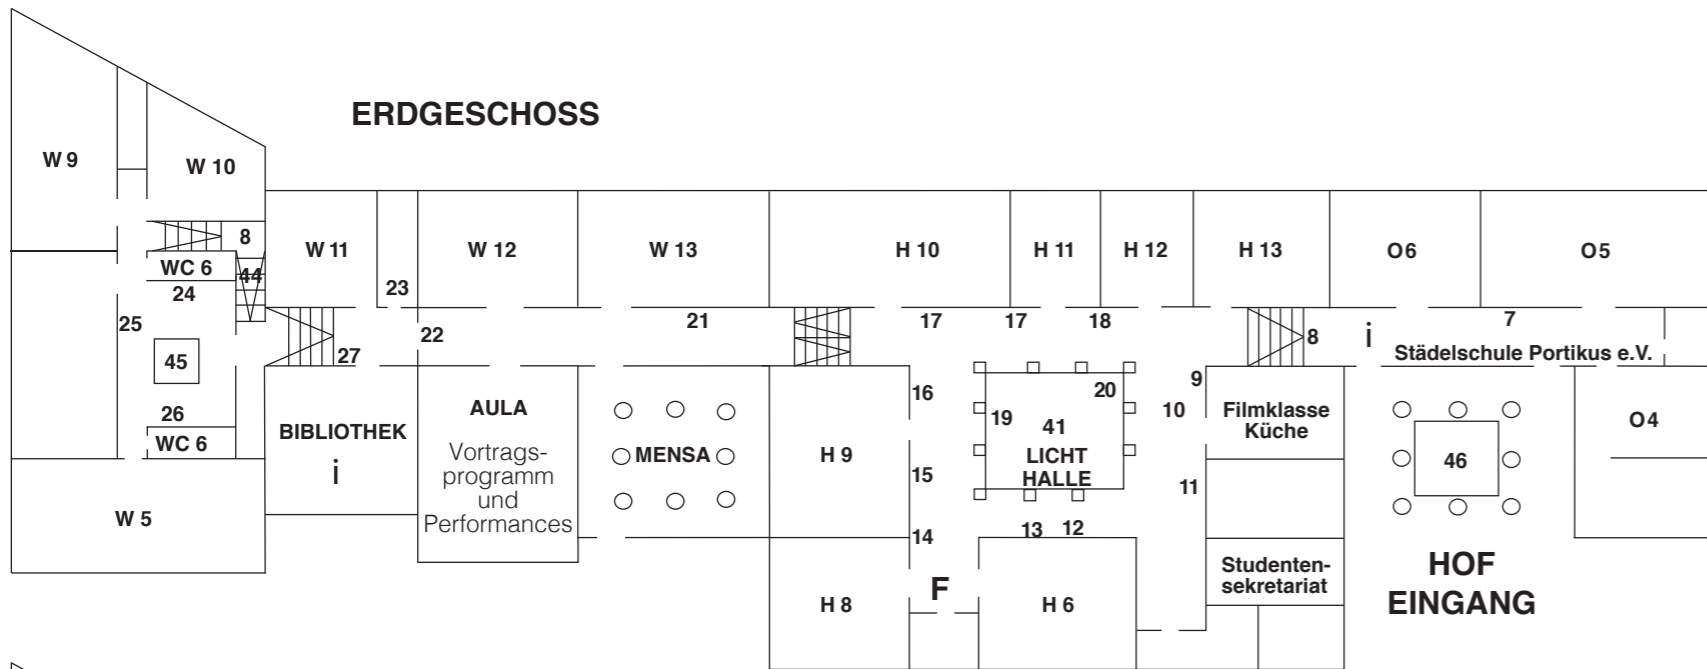 ERDGESCHOSS
W 9
W 10
8
WC 6
44
24
25
45
26
WC 6
W 5
W 11
23
W 12
W 13
H 10
H 11
H 12
H 13
O 6
O 5
27
22
21
17
17
18
8
i
7
Städelschule Portikus e.V.
BIBLIOTHEK
i
AULA
Vortrags-
programm
und
Performances
MENSA
16
H 9
15
14
19
20
41
LICHT
HALLE
13
12
9
10
11
Filmklasse
Küche
Studenten-
sekretariat
46
O 4
H 8
F
H 6
HOF
EINGANG